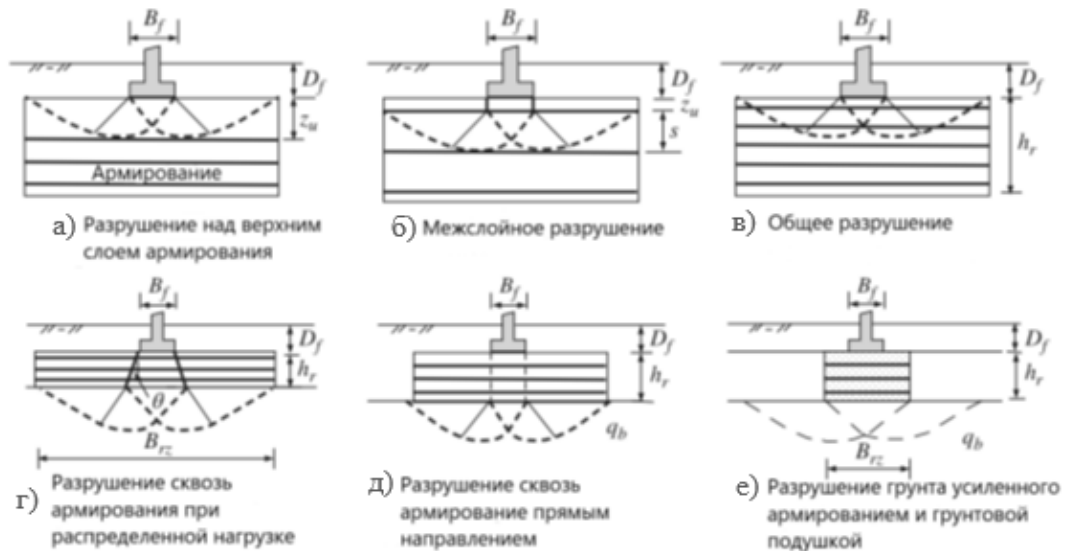 B_f
D_f
z_u
Армирование
а) Разрушение над верхним
слоем армирования
B_f
D_f
z_u
s
б) Межслойное разрушение
B_f
D_f
h_r
в) Общее разрушение
B_f
D_f
h_r
θ
B_rz
г) Разрушение сквозь
армирования при
распределенной нагрузке
B_f
D_f
h_r
q_b
д) Разрушение сквозь
армирование прямым
направлением
B_f
D_f
h_r
q_b
B_rz
е) Разрушение грунта усиленного
армированием и грунтовой
подушкой